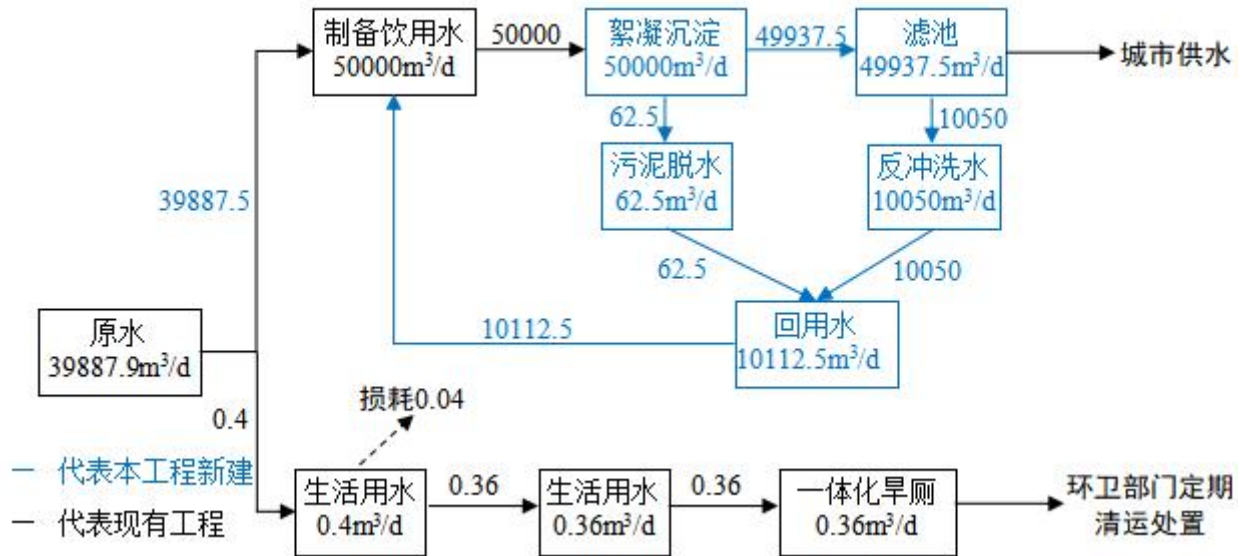 制备饮用水
50000m³/d
50000
絮凝沉淀
50000m³/d
49937.5
滤池
49937.5m³/d
城市供水
62.5
10050
污泥脱水
62.5m³/d
反冲洗水
10050m³/d
39887.5
62.5
10050
原水
39887.9m³/d
10112.5
回用水
10112.5m³/d
损耗0.04
0.4
代表本工程新建
代表现有工程
生活用水
0.4m³/d
0.36
生活用水
0.36m³/d
0.36
一体化旱厕
0.36m³/d
环卫部门定期
清运处置